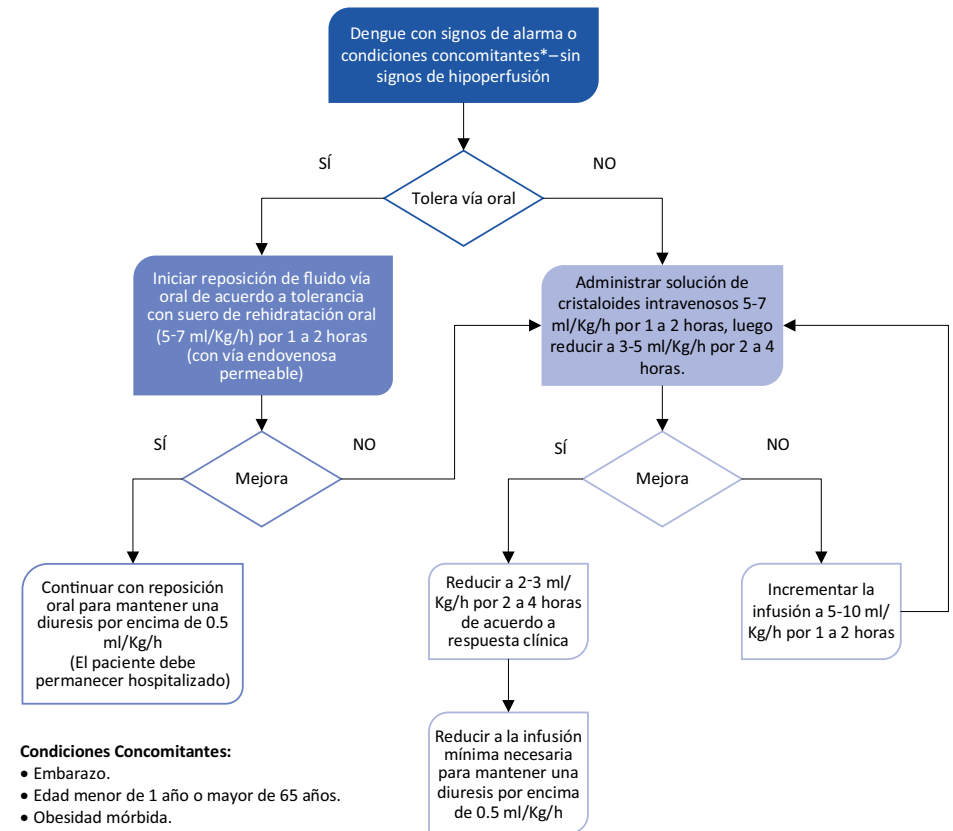 Dengue con signos de alarma o
condiciones concomitantes*–sin
signos de hipoperfusión
SÍ
NO
Tolera vía oral
Iniciar reposición de fluido vía
oral de acuerdo a tolerancia
con suero de rehidratación oral
(5-7 ml/Kg/h) por 1 a 2 horas
(con vía endovenosa
permeable)
Administrar solución de
cristaloides intravenosos 5-7
ml/Kg/h por 1 a 2 horas, luego
reducir a 3-5 ml/Kg/h por 2 a 4
horas.
SÍ
NO
Mejora
SÍ
NO
Mejora
Continuar con reposición
oral para mantener una
diuresis por encima de 0.5
ml/Kg/h
(El paciente debe
permanecer hospitalizado)
Reducir a 2-3 ml/
Kg/h por 2 a 4 horas
de acuerdo a
respuesta clínica
Incrementar la
infusión a 5-10 ml/
Kg/h por 1 a 2 horas
Reducir a la infusión
mínima necesaria
para mantener una
diuresis por encima
de 0.5 ml/Kg/h
Condiciones Concomitantes:
• Embarazo.
• Edad menor de 1 año o mayor de 65 años.
• Obesidad mórbida.